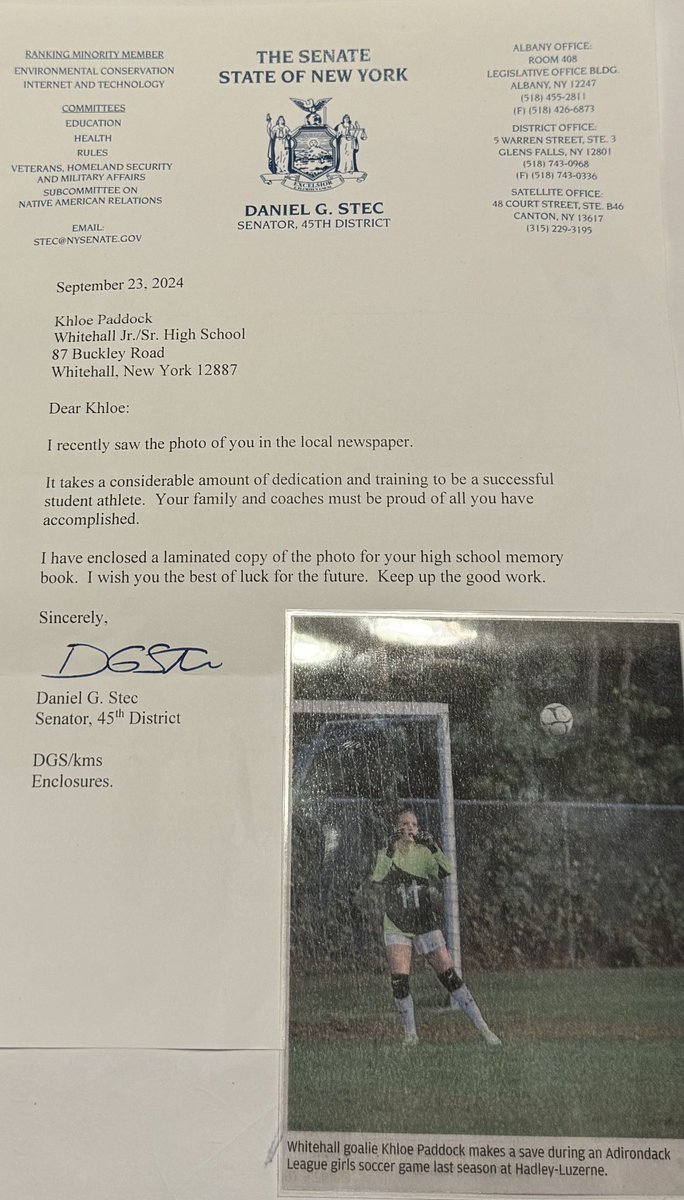 RANKING MINORITY MEMBER
ENVIRONMENTAL CONSERVATION
INTERNET AND TECHNOLOGY
COMMITTEES
EDUCATION
HEALTH
RULES
VETERANS, HOMELAND SECURITY
AND MILITARY AFFAIRS
SUBCOMMITTEE ON
NATIVE AMERICAN RELATIONS
EMAIL:
STEC@NYSENATE.GOV
THE SENATE
STATE OF NEW YORK
EXCELSIOR
DANIEL G. STEC
SENATOR, 45TH DISTRICT
ALBANY OFFICE:
ROOM 408
LEGISLATIVE OFFICE BLDG.
ALBANY, NY 12247
(518) 455-2811
(F) (518) 426-6873
DISTRICT OFFICE:
5 WARREN STREET, STE. 3
GLENS FALLS, NY 12801
(518) 743-0968
(F) (518) 743-0336
SATELLITE OFFICE:
48 COURT STREET, STE. B46
CANTON, NY 13617
(315) 229-3195
September 23, 2024
Khloe Paddock
Whitehall Jr./Sr. High School
87 Buckley Road
Whitehall, New York 12887
Dear Khloe:
I recently saw the photo of you in the local newspaper.
It takes a considerable amount of dedication and training to be a successful
student athlete. Your family and coaches must be proud of all you have
accomplished.
I have enclosed a laminated copy of the photo for your high school memory
book. I wish you the best of luck for the future. Keep up the good work.
Sincerely,
DGStec
Daniel G. Stec
Senator, 45th District
DGS/kms
Enclosures.
11
Whitehall goalie Khloe Paddock makes a save during an Adirondack
League girls soccer game last season at Hadley-Luzerne.